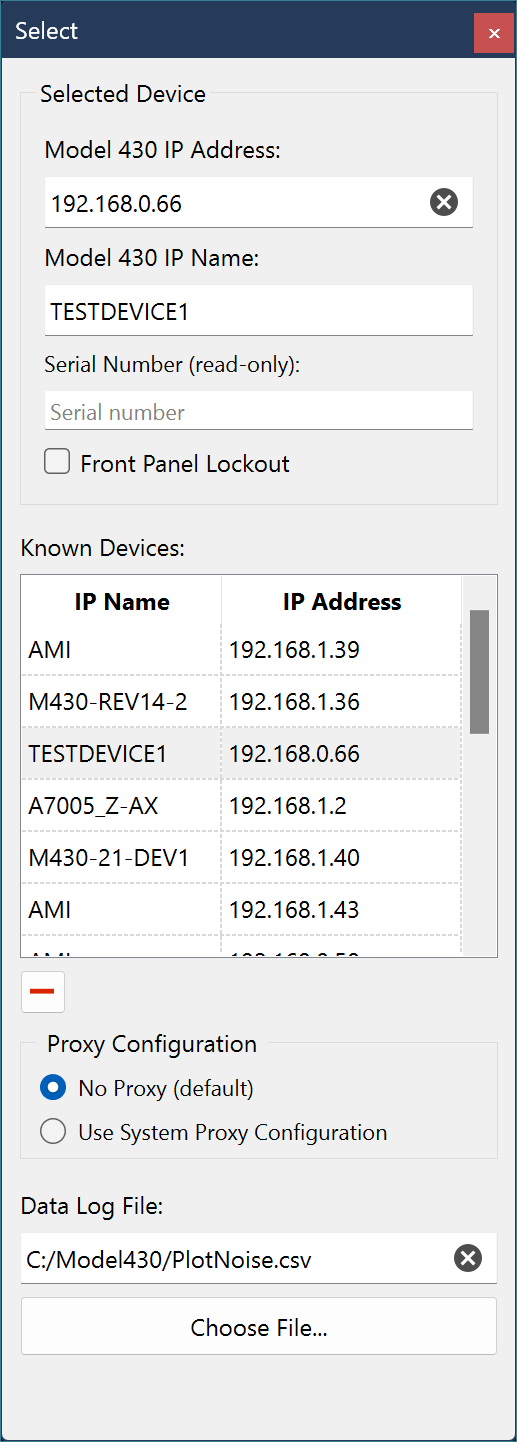 Select
Selected Device
Model 430 IP Address:
192.168.0.66
Model 430 IP Name:
TESTDEVICE1
Serial Number (read-only):
Serial number
Front Panel Lockout
Known Devices:
IP Name IP Address
AMI 192.168.1.39
M430-REV14-2 192.168.1.36
TESTDEVICE1 192.168.0.66
A7005_Z-AX 192.168.1.2
M430-21-DEV1 192.168.1.40
AMI 192.168.1.43
Proxy Configuration
No Proxy (default)
Use System Proxy Configuration
Data Log File:
C:/Model430/PlotNoise.csv
Choose File...